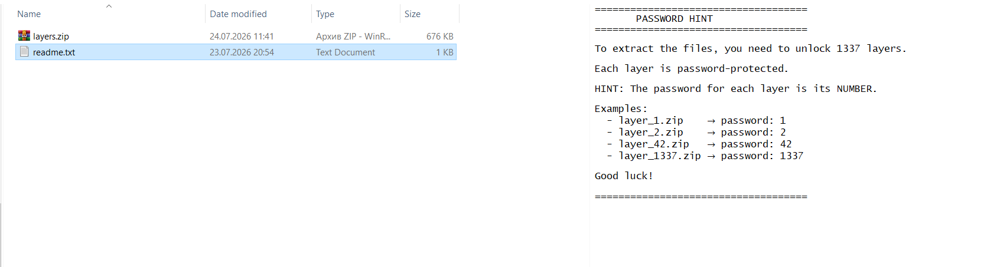 Name Date modified Type Size
layers.zip 24.07.2026 11:41 Архив ZIP - WinR... 676 KB
readme.txt 23.07.2026 20:54 Text Document 1 KB
====================================
PASSWORD HINT
====================================
To extract the files, you need to unlock 1337 layers.
Each layer is password-protected.
HINT: The password for each layer is its NUMBER.
Examples:
- layer_1.zip → password: 1
- layer_2.zip → password: 2
- layer_42.zip → password: 42
- layer_1337.zip → password: 1337
Good luck!
====================================